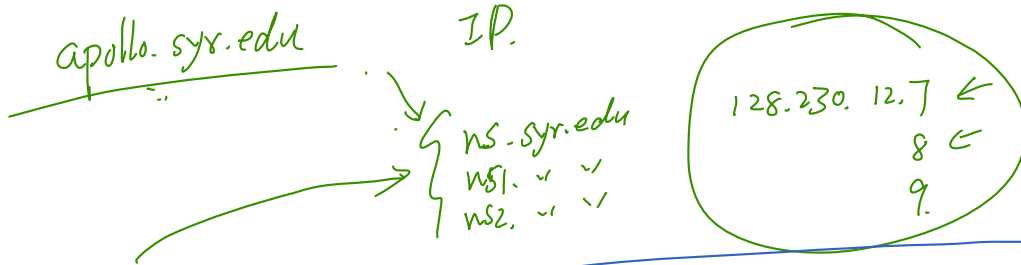 apollo.syr.edu
IP.
ns.syr.edu
ns1. " "
ns2. " "
128.230.12.7
8
9.